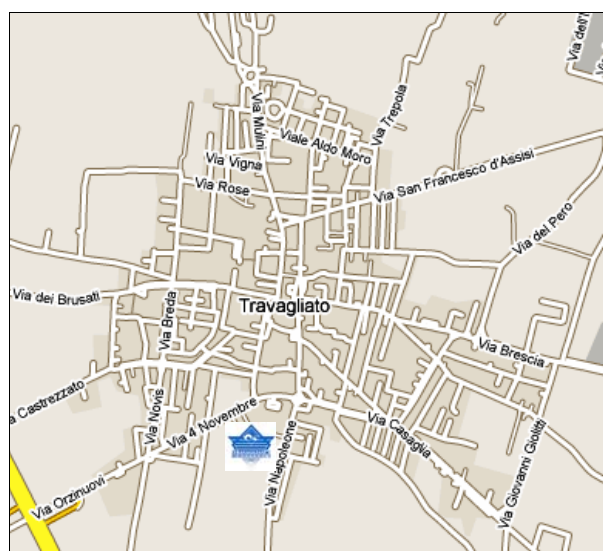 Via dell'
Via
Via Mulini
Via Trepola
Viale Aldo Moro
Via Vigna
Via San Francesco d'Assisi
Via Rose
Via del Pero
Via dei Brusati
Via Breda
Travagliato
Via Brescia
Castrezzato
Via Novis
Via 4 Novembre
Via Casaglia
Via Napoleone
Via Giovanni Giolitti
Via Orzinuovi